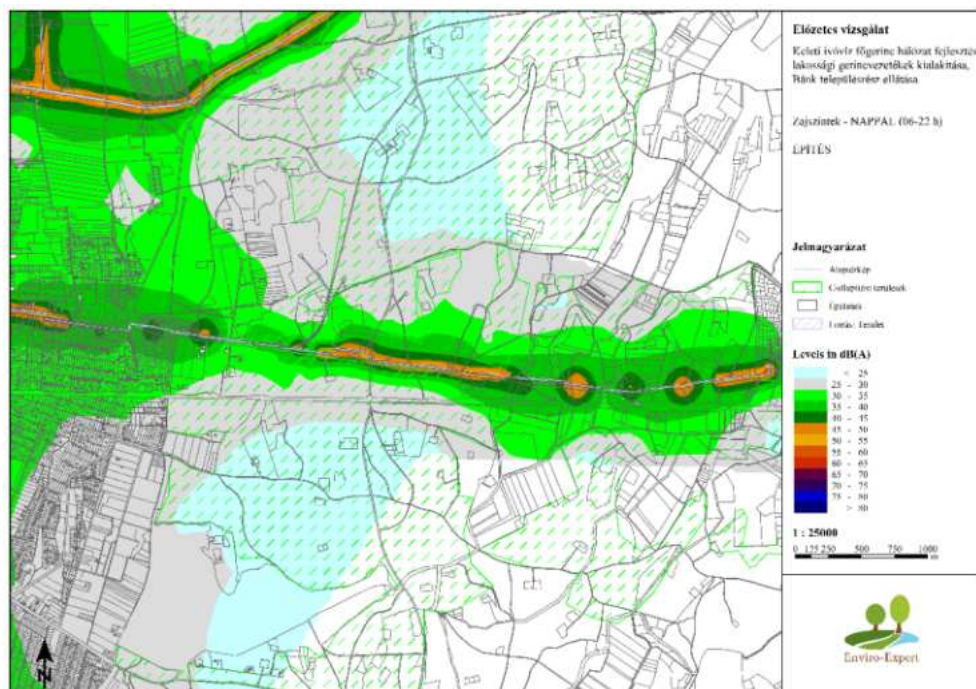 Előzetes vizsgálat
Keleti ivóvíz főgerinc hálózat fejlesztés,
lakossági gerincvezetékek kialakítása,
Bánk településrész ellátása
Zajszintek - NAPPAL (06-22 h)
ÉPÍTÉS
Jelmagyarázat
Alaptérkép
Épületek
Levels in dB(A)
< 25
25 - 30
30 - 35
35 - 40
40 - 45
45 - 50
50 - 55
55 - 60
60 - 65
65 - 70
70 - 75
75 - 80
> 80
1 : 25000
0 125 250 500 750 1000
m
Enviro-Expert
N